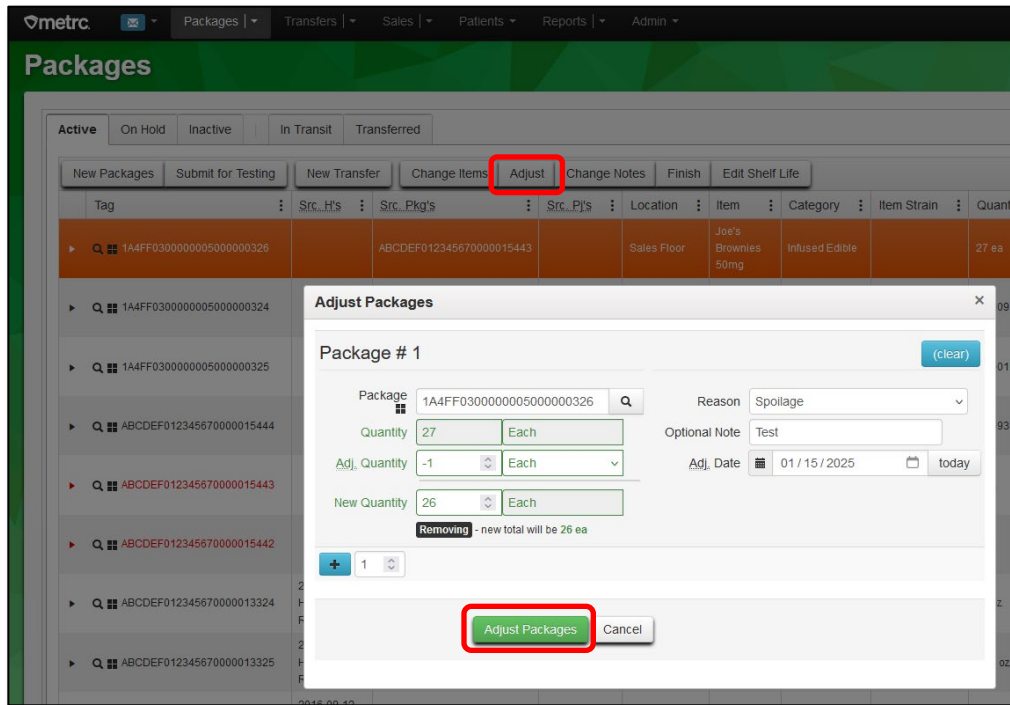 metrc. Packages | Transfers | Sales | Patients Reports | Admin
Packages
Active On Hold Inactive In Transit Transferred
New Packages Submit for Testing New Transfer Change Items Adjust Change Notes Finish Edit Shelf Life
Tag Src. H's Src. Pkg's Src. Pj's Location Item Category Item Strain Quant
1A4FF0300000005000000326 ABCDEF012345670000015443 Sales Floor Joe's Brownies 50mg Infused Edible 27 ea
1A4FF0300000005000000324
1A4FF0300000005000000325
ABCDEF012345670000015444
ABCDEF012345670000015443
ABCDEF012345670000015442
ABCDEF012345670000013324
ABCDEF012345670000013325 oz
Adjust Packages ×
Package # 1 (clear)
Package 1A4FF0300000005000000326 Reason Spoilage
Quantity 27 Each Optional Note Test
Adj. Quantity -1 Each Adj. Date 01/15/2025 today
New Quantity 26 Each
Removing - new total will be 26 ea
+ 1
Adjust Packages Cancel